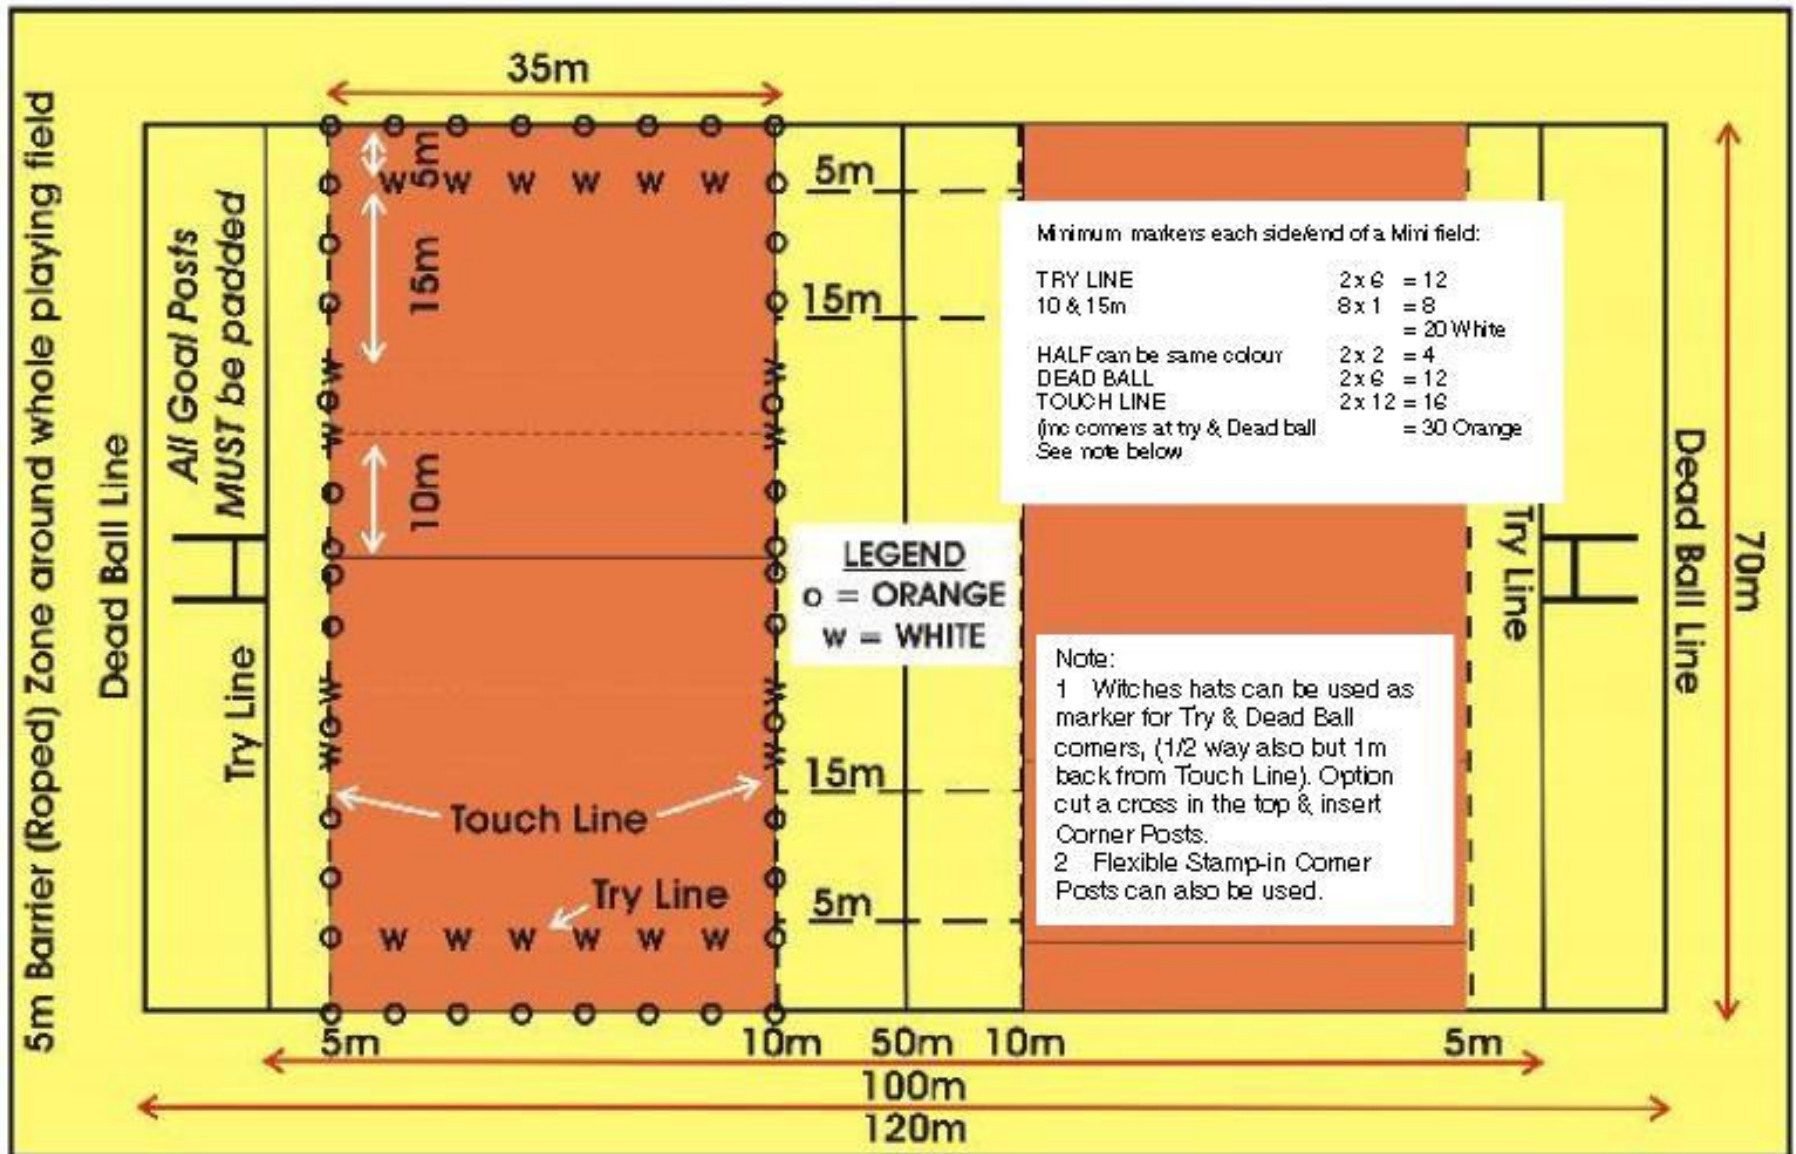 35m
5m Barrier (Roped) Zone around whole playing field
Dead Ball Line
All Goal Posts
MUST be padded
Try Line
o o o o o o o o
5m
o w w w w w w o
o o
15m
o o
w w
o o
w w
10m
o o
o o
o o
o o
w w
o o
w w
Touch Line
o o
o o
Try Line
o w w w w w w o
o o o o o o o o
5m
15m
LEGEND
o = ORANGE
w = WHITE
15m
5m
Minimum markers each side/end of a Mini field:
TRY LINE 2 x 6 = 12
10 & 15m 8 x 1 = 8
= 20 White
HALF can be same colour 2 x 2 = 4
DEAD BALL 2 x 6 = 12
TOUCH LINE 2 x 12 = 16
(inc corners at try & Dead ball = 30 Orange
See note below
Note:
1 Witches hats can be used as
marker for Try & Dead Ball
corners, (1/2 way also but 1m
back from Touch Line). Option
cut a cross in the top & insert
Corner Posts.
2 Flexible Stamp-in Corner
Posts can also be used.
Try Line
Dead Ball Line
70m
5m 10m 50m 10m 5m
100m
120m